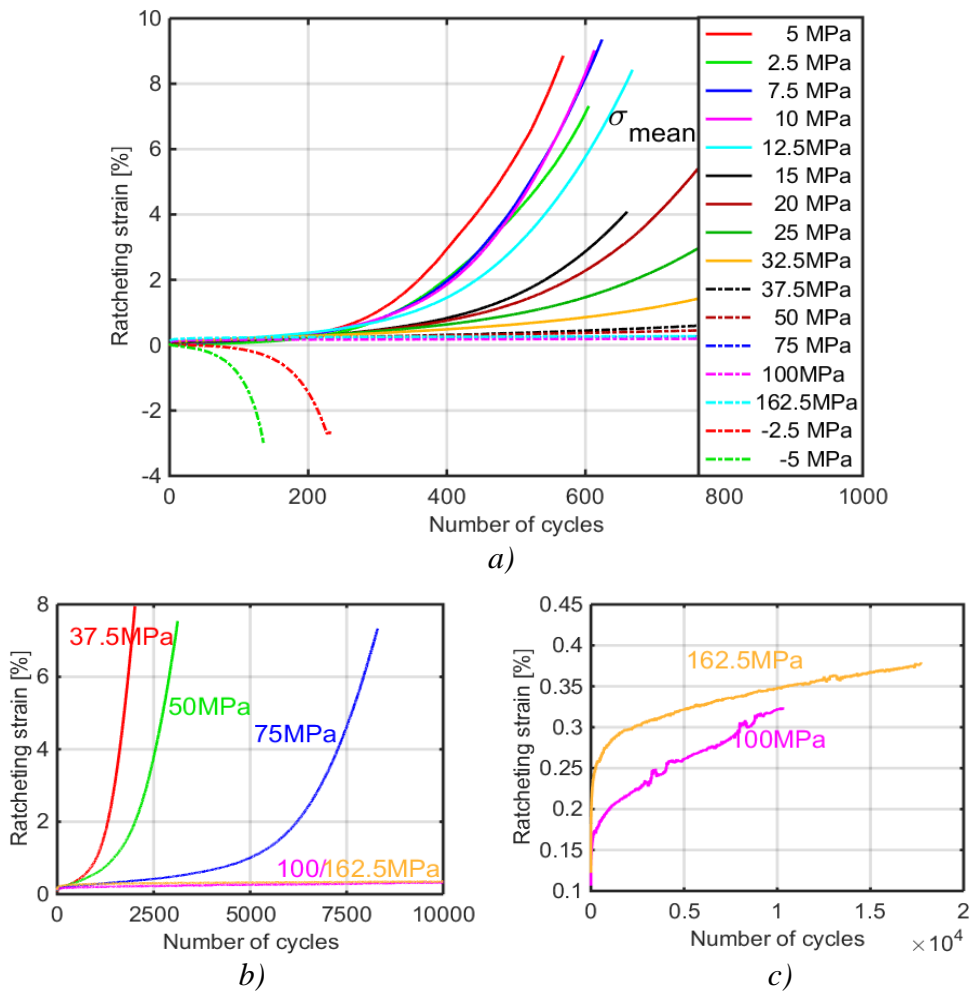 10
8
6
4
2
0
-2
-4
Ratcheting strain [%]
0 200 400 600 800 1000
Number of cycles
σ mean
5 MPa
2.5 MPa
7.5 MPa
10 MPa
12.5MPa
15 MPa
20 MPa
25 MPa
32.5MPa
37.5MPa
50 MPa
75 MPa
100MPa
162.5MPa
-2.5 MPa
-5 MPa
a)
8
6
4
2
0
Ratcheting strain [%]
37.5MPa
50MPa
75MPa
100/162.5MPa
0 2500 5000 7500 10000
Number of cycles
b)
0.45
0.4
0.35
0.3
0.25
0.2
0.15
0.1
Ratcheting strain [%]
162.5MPa
100MPa
0 0.5 1 1.5 2
Number of cycles
×10⁴
c)